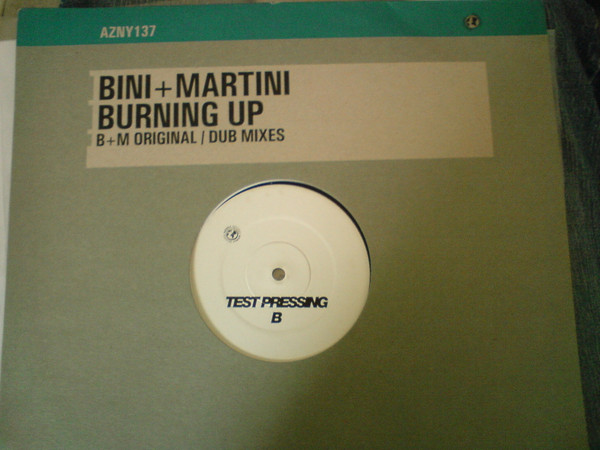 AZNY137
BINI+MARTINI
BURNING UP
B+M ORIGINAL / DUB MIXES
TEST PRESSING
B